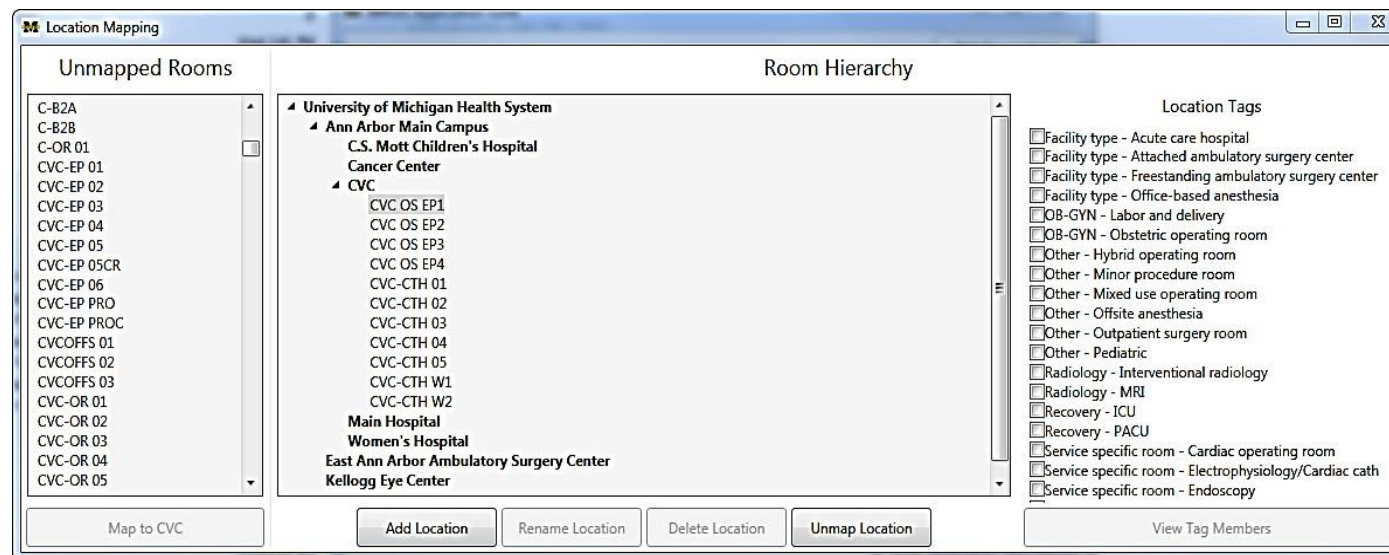 Location Mapping
Unmapped Rooms
C-B2A
C-B2B
C-OR 01
CVC-EP 01
CVC-EP 02
CVC-EP 03
CVC-EP 04
CVC-EP 05
CVC-EP 05CR
CVC-EP 06
CVC-EP PRO
CVC-EP PROC
CVCOFFS 01
CVCOFFS 02
CVCOFFS 03
CVC-OR 01
CVC-OR 02
CVC-OR 03
CVC-OR 04
CVC-OR 05
Map to CVC
Room Hierarchy
University of Michigan Health System
Ann Arbor Main Campus
C.S. Mott Children's Hospital
Cancer Center
CVC
CVC OS EP1
CVC OS EP2
CVC OS EP3
CVC OS EP4
CVC-CTH 01
CVC-CTH 02
CVC-CTH 03
CVC-CTH 04
CVC-CTH 05
CVC-CTH W1
CVC-CTH W2
Main Hospital
Women's Hospital
East Ann Arbor Ambulatory Surgery Center
Kellogg Eye Center
Add Location
Rename Location
Delete Location
Unmap Location
Location Tags
Facility type - Acute care hospital
Facility type - Attached ambulatory surgery center
Facility type - Freestanding ambulatory surgery center
Facility type - Office-based anesthesia
OB-GYN - Labor and delivery
OB-GYN - Obstetric operating room
Other - Hybrid operating room
Other - Minor procedure room
Other - Mixed use operating room
Other - Offsite anesthesia
Other - Outpatient surgery room
Other - Pediatric
Radiology - Interventional radiology
Radiology - MRI
Recovery - ICU
Recovery - PACU
Service specific room - Cardiac operating room
Service specific room - Electrophysiology/Cardiac cath
Service specific room - Endoscopy
View Tag Members